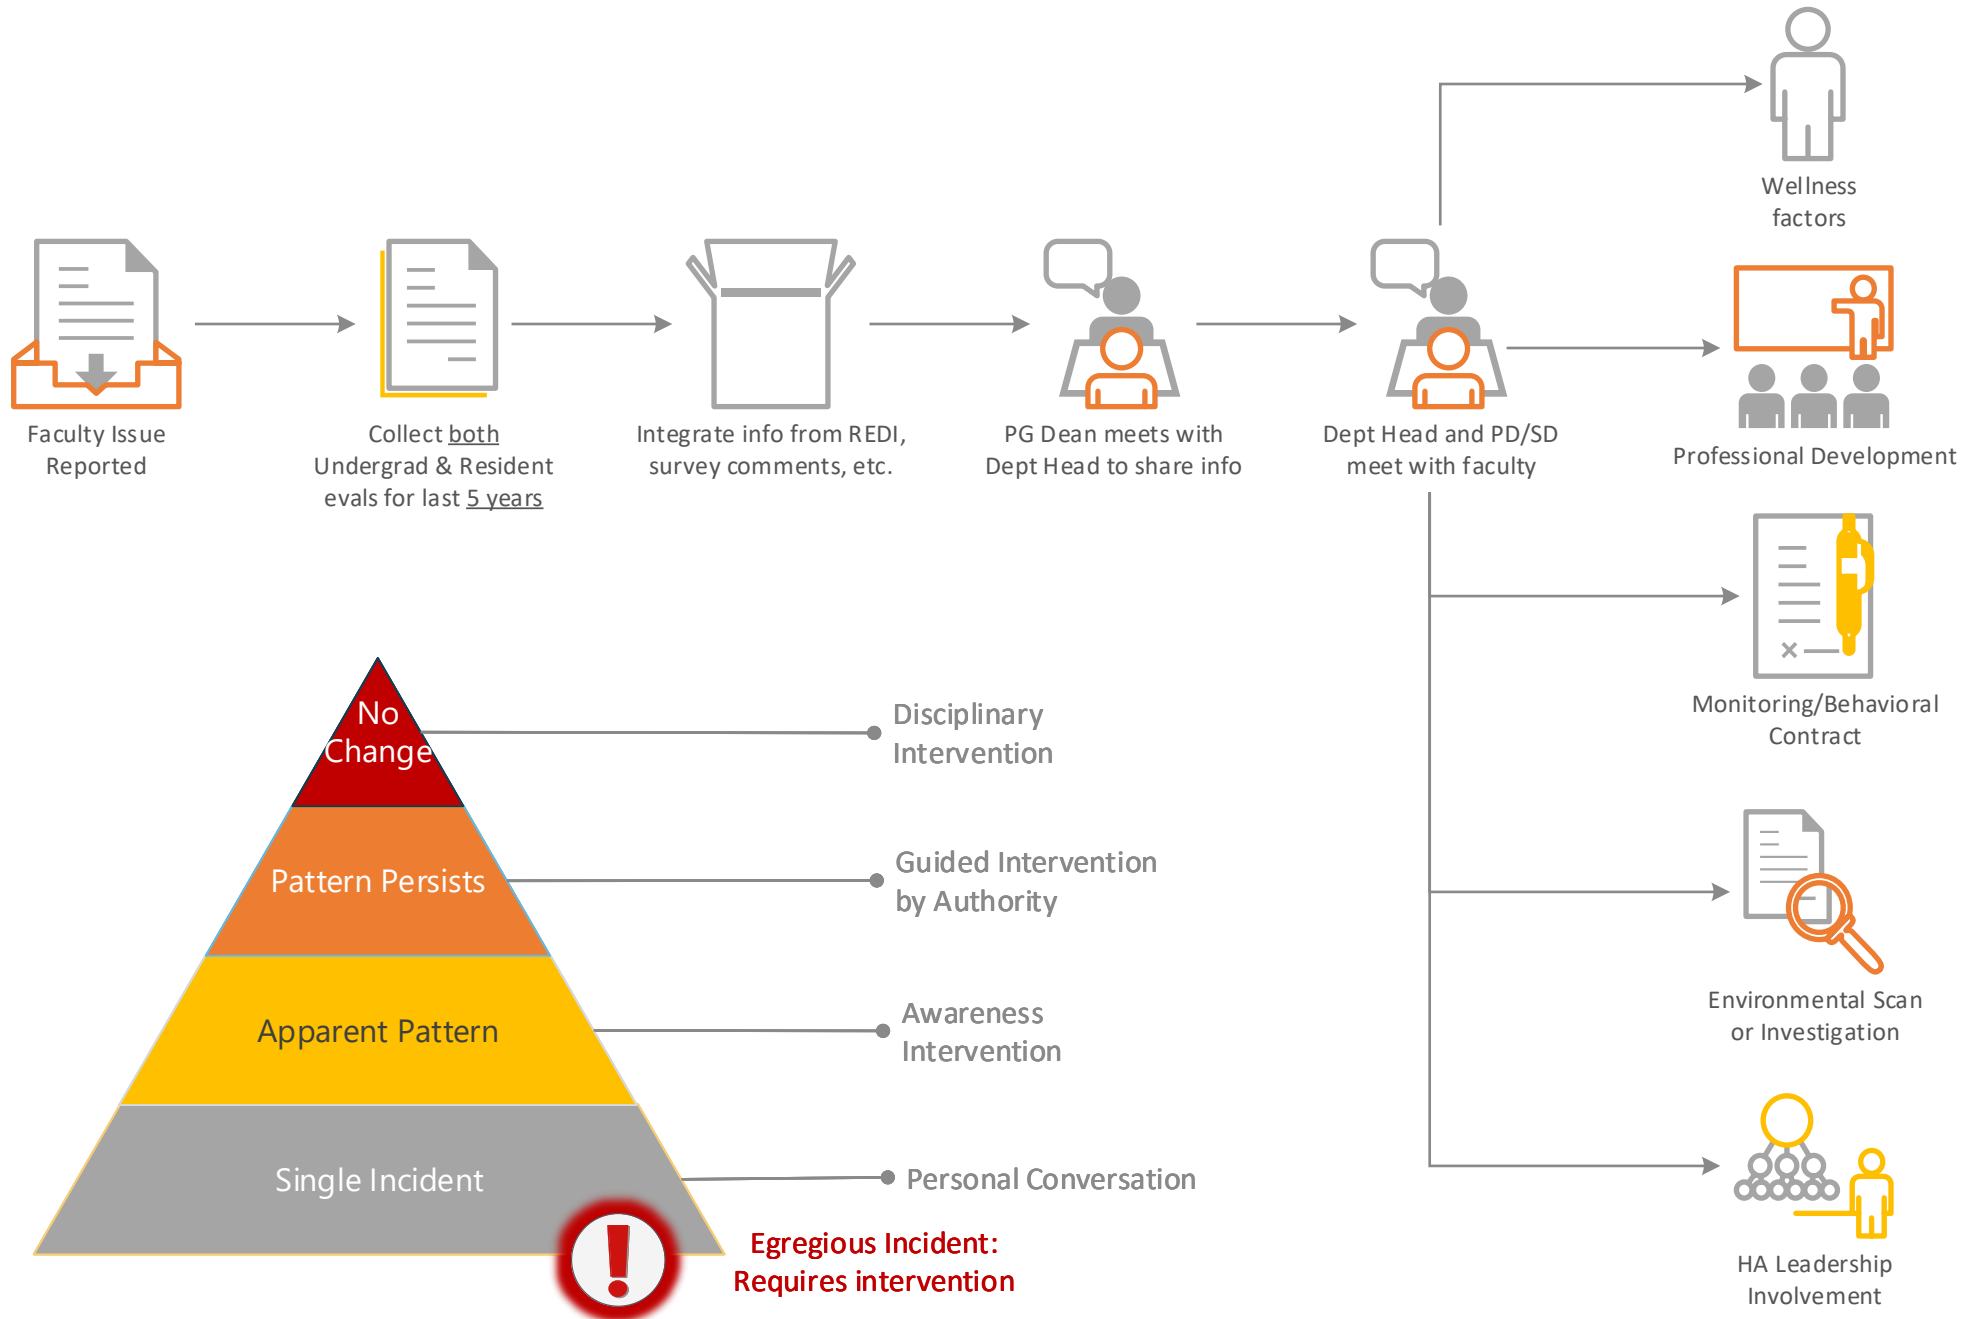 Wellness
factors
Faculty Issue
Reported
Collect both
Undergrad & Resident
evals for last 5 years
Integrate info from REDI,
survey comments, etc.
PG Dean meets with
Dept Head to share info
Dept Head and PD/SD
meet with faculty
Professional Development
Monitoring/Behavioral
Contract
Environmental Scan
or Investigation
HA Leadership
Involvement
No
Change
Disciplinary
Intervention
Pattern Persists
Guided Intervention
by Authority
Apparent Pattern
Awareness
Intervention
Single Incident
Personal Conversation
!
Egregious Incident:
Requires intervention